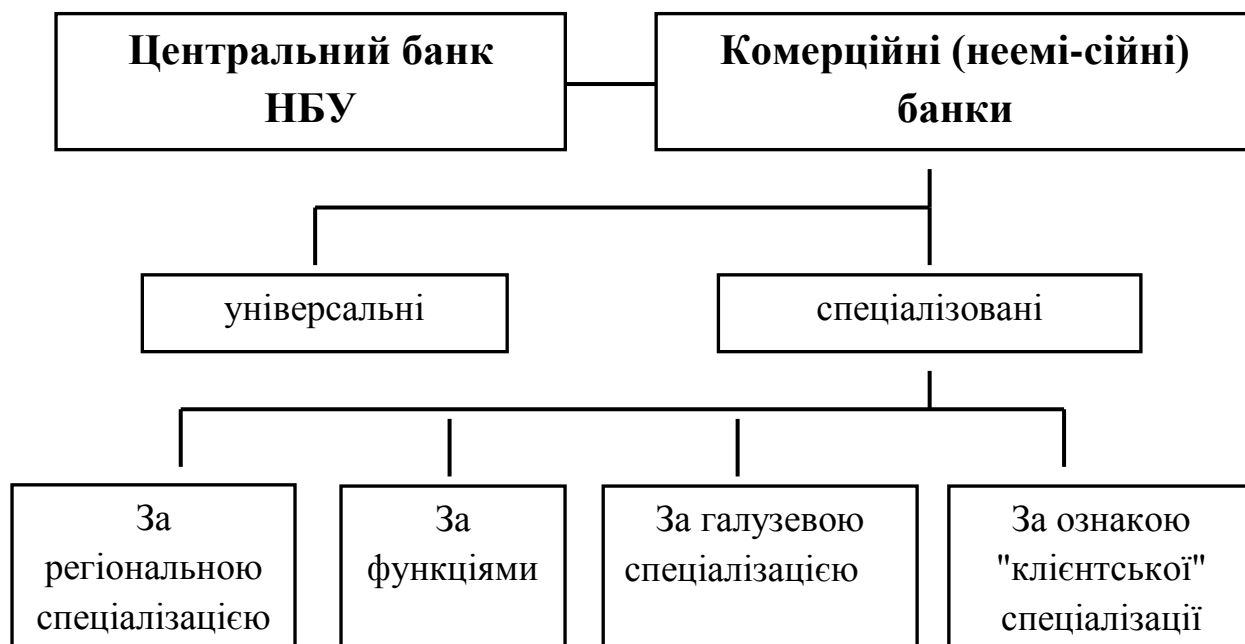 Центральний банк
НБУ
Комерційні (неемі-сійні)
банки
універсальні
спеціалізовані
За
регіональною
спеціалізацією
За
функціями
За галузевою
спеціалізацією
За ознакою
"клієнтської"
спеціалізації